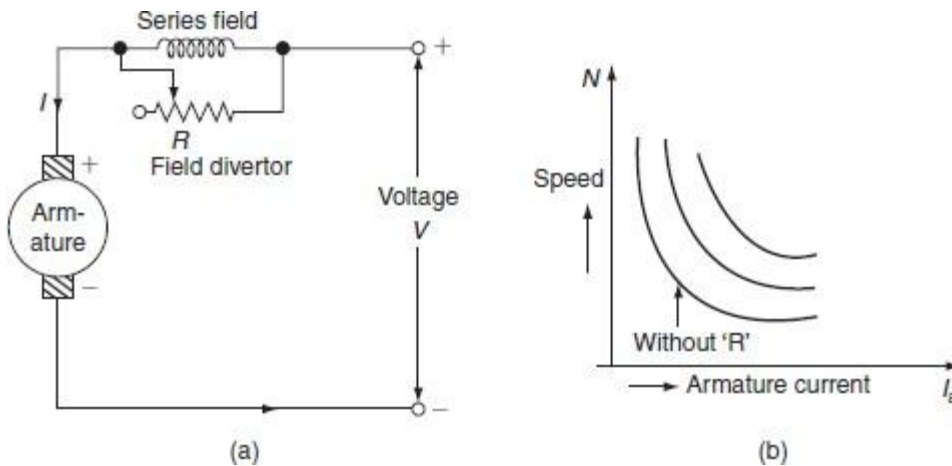 Series field
+
I
R
Field divertor
+
Arm-
ature
−
Voltage
V
−
(a)
N
Speed
Without ‘R’
Armature current
Ia
(b)